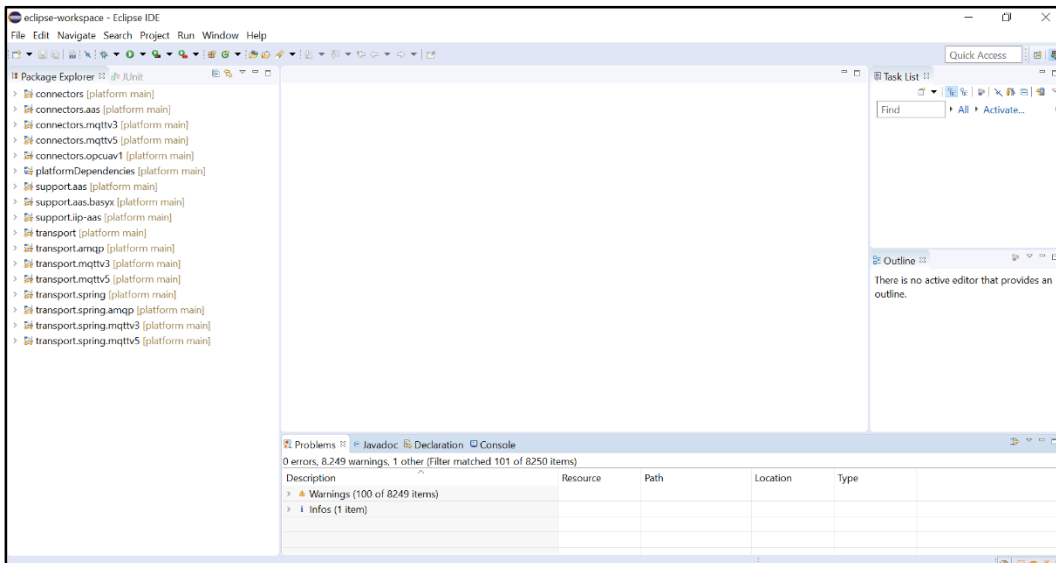 eclipse-workspace - Eclipse IDE
File Edit Navigate Search Project Run Window Help
Quick Access
Package Explorer JUnit
connectors [platform main]
connectors.aas [platform main]
connectors.mqttv3 [platform main]
connectors.mqttv5 [platform main]
connectors.opcuav1 [platform main]
platformDependencies [platform main]
support.aas [platform main]
support.aas.basyx [platform main]
support.iip-aas [platform main]
transport [platform main]
transport.amqp [platform main]
transport.mqttv3 [platform main]
transport.mqttv5 [platform main]
transport.spring [platform main]
transport.spring.amqp [platform main]
transport.spring.mqttv3 [platform main]
transport.spring.mqttv5 [platform main]
Task List
Find All Activate...
Outline
There is no active editor that provides an
outline.
Problems Javadoc Declaration Console
0 errors, 8.249 warnings, 1 other (Filter matched 101 of 8250 items)
Description Resource Path Location Type
Warnings (100 of 8249 items)
Infos (1 item)